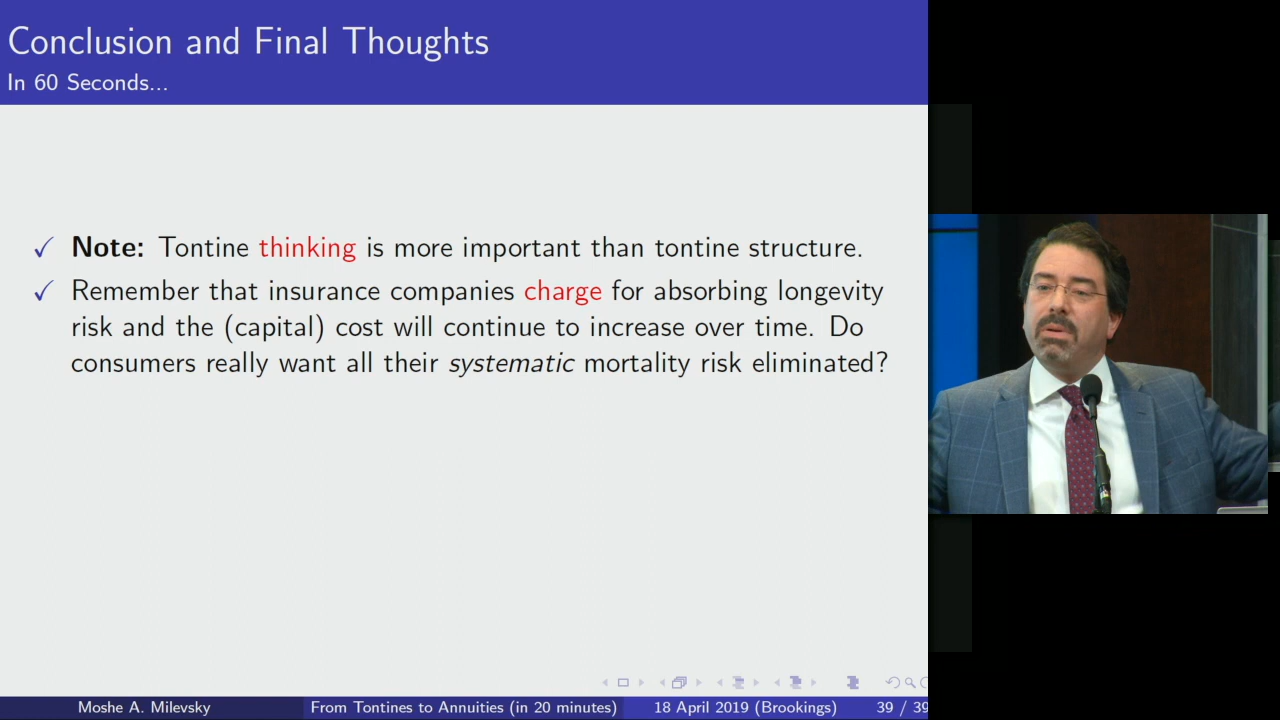 Conclusion and Final Thoughts
In 60 Seconds...
✓ Note: Tontine thinking is more important than tontine structure.
✓ Remember that insurance companies charge for absorbing longevity
risk and the (capital) cost will continue to increase over time. Do
consumers really want all their systematic mortality risk eliminated?
Moshe A. Milevsky
From Tontines to Annuities (in 20 minutes)
18 April 2019 (Brookings)
39 / 39